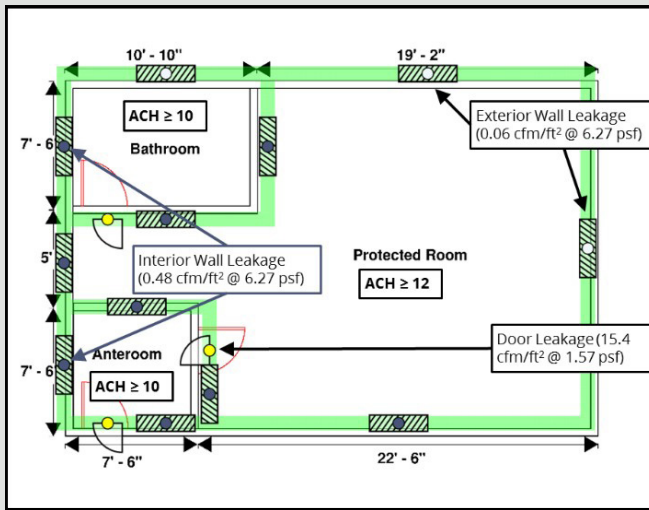 10' - 10"
19' - 2"
ACH ≥ 10
Bathroom
7' - 6"
Exterior Wall Leakage
(0.06 cfm/ft² @ 6.27 psf)
5'
Interior Wall Leakage
(0.48 cfm/ft² @ 6.27 psf)
Protected Room
ACH ≥ 12
Door Leakage (15.4
cfm/ft² @ 1.57 psf)
7' - 6"
Anteroom
ACH ≥ 10
7' - 6"
22' - 6"